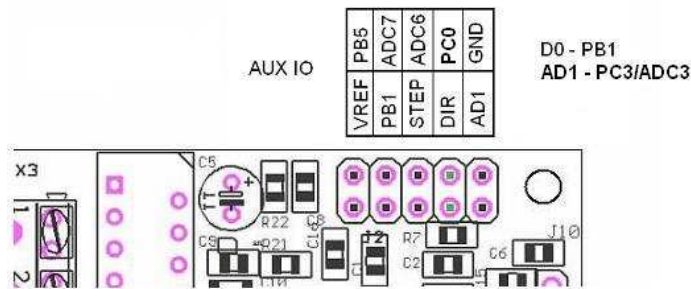 PB5 ADC7 ADC6 PC0 GND
AUX IO
VREF PB1 STEP DIR AD1
D0 - PB1
AD1 - PC3/ADC3
X3
C5
+
TT
1
2
R22
C8
R7
J10
J2
C9
R21
C2
C6